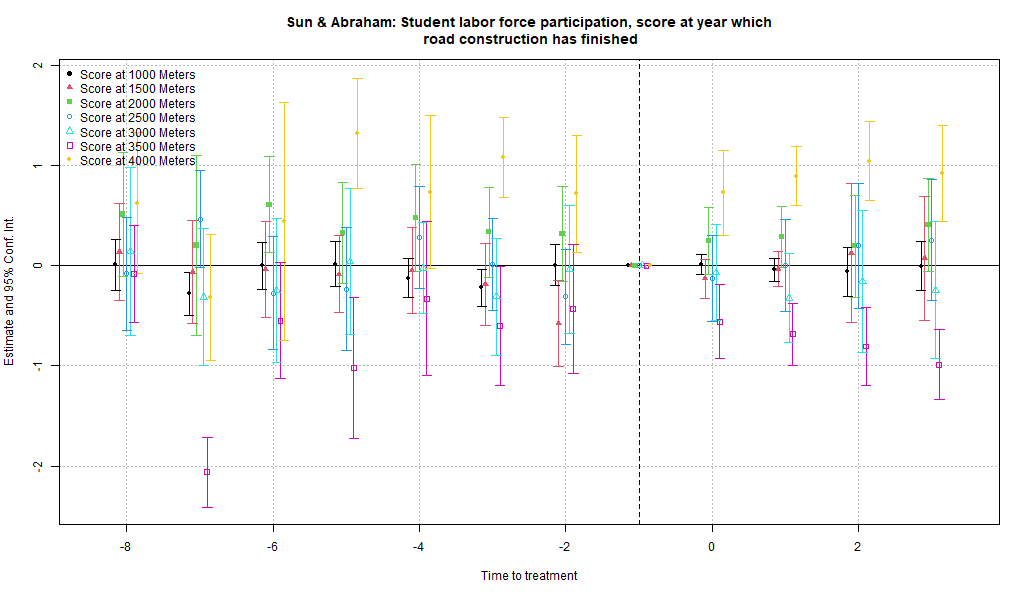 Sun & Abraham: Student labor force participation, score at year which
road construction has finished
Score at 1000 Meters
Score at 1500 Meters
Score at 2000 Meters
Score at 2500 Meters
Score at 3000 Meters
Score at 3500 Meters
Score at 4000 Meters
Estimate and 95% Conf. Int.
2
1
0
-1
-2
-8
-6
-4
-2
0
2
Time to treatment